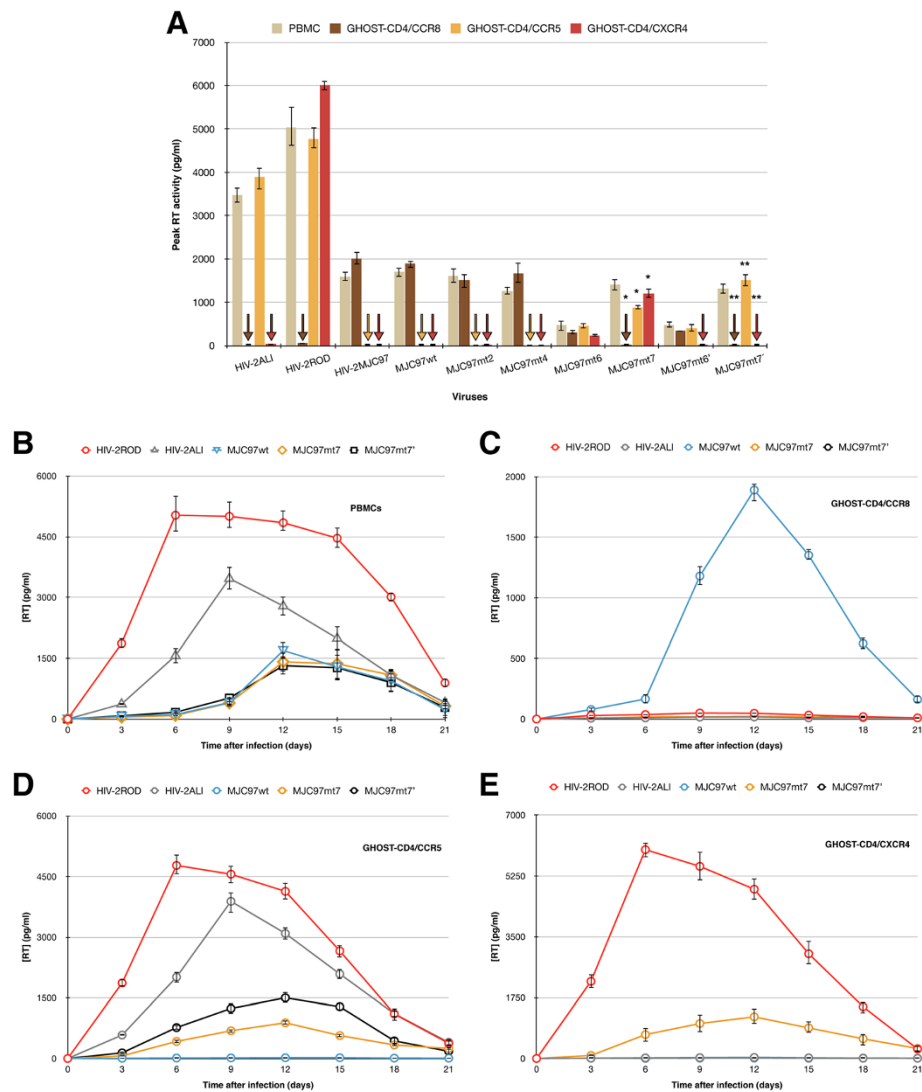 A
PBMC GHOST-CD4/CCR8 GHOST-CD4/CCR5 GHOST-CD4/CXCR4
7000
6000
5000
4000
3000
2000
1000
0
Peak RT activity (pg/ml)
* * * ** ** **
HIV-2ALI HIV-2ROD HIV-2MJC97 MJC97wt MJC97mt2 MJC97mt4 MJC97mt6 MJC97mt7 MJC97mt6' MJC97mt7'
Viruses
B
HIV-2ROD HIV-2ALI MJC97wt MJC97mt7 MJC97mt7'
PBMCs
6000
4500
3000
1500
0
[RT] (pg/ml)
0 3 6 9 12 15 18 21
Time after infection (days)
C
HIV-2ROD HIV-2ALI MJC97wt MJC97mt7 MJC97mt7'
GHOST-CD4/CCR8
2000
1500
1000
500
0
[RT] (pg/ml)
0 3 6 9 12 15 18 21
Time after infection (days)
D
HIV-2ROD HIV-2ALI MJC97wt MJC97mt7 MJC97mt7'
GHOST-CD4/CCR5
6000
4500
3000
1500
0
[RT] (pg/ml)
0 3 6 9 12 15 18 21
Time after infection (days)
E
HIV-2ROD HIV-2ALI MJC97wt MJC97mt7 MJC97mt7'
GHOST-CD4/CXCR4
7000
5250
3500
1750
0
[RT] (pg/ml)
0 3 6 9 12 15 18 21
Time after infection (days)